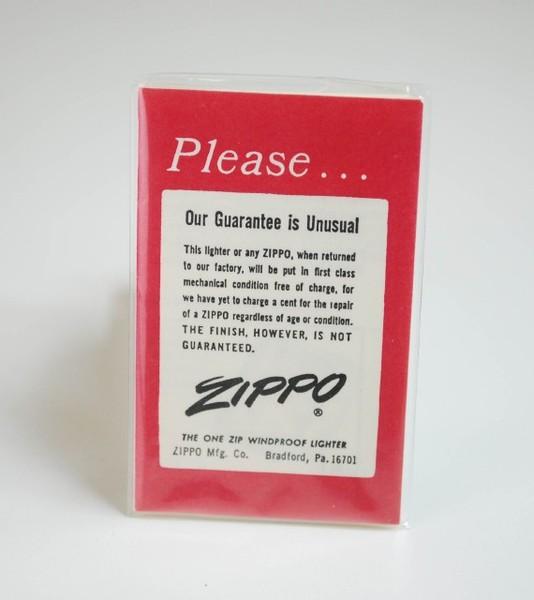 Please...
Our Guarantee is Unusual
This lighter or any ZIPPO, when returned
to our factory, will be put in first class
mechanical condition free of charge, for
we have yet to charge a cent for the repair
of a ZIPPO regardless of age or condition.
THE FINISH, HOWEVER, IS NOT
GUARANTEED.
ZIPPO®
THE ONE ZIP WINDPROOF LIGHTER
ZIPPO Mfg. Co. Bradford, Pa. 16701